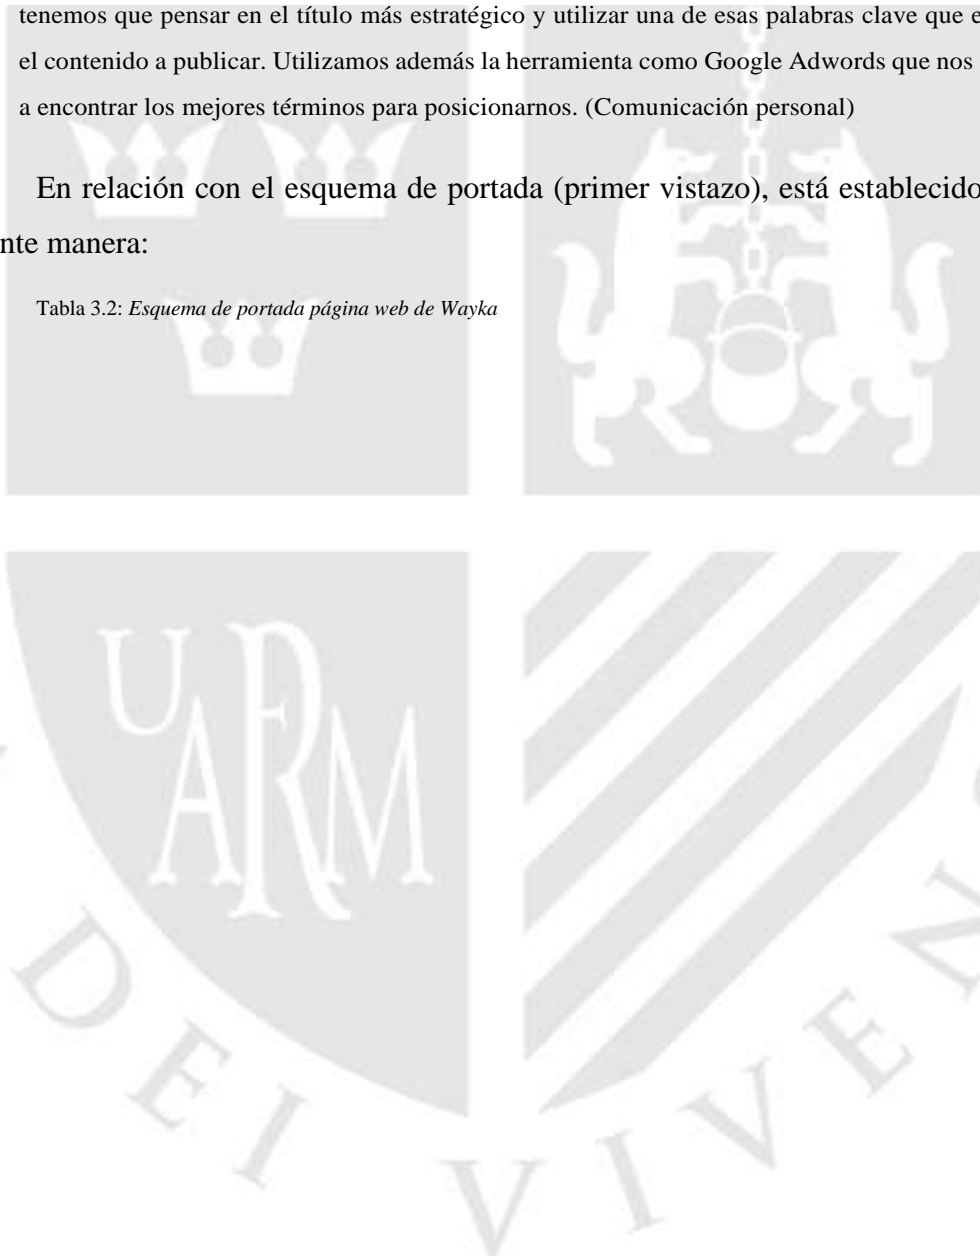 tenemos que pensar en el título más estratégico y utilizar una de esas palabras clave que e
el contenido a publicar. Utilizamos además la herramienta como Google Adwords que nos
a encontrar los mejores términos para posicionarnos. (Comunicación personal)
En relación con el esquema de portada (primer vistazo), está establecido
nte manera:
Tabla 3.2: Esquema de portada página web de Wayka
UARM
DEI VIVEN